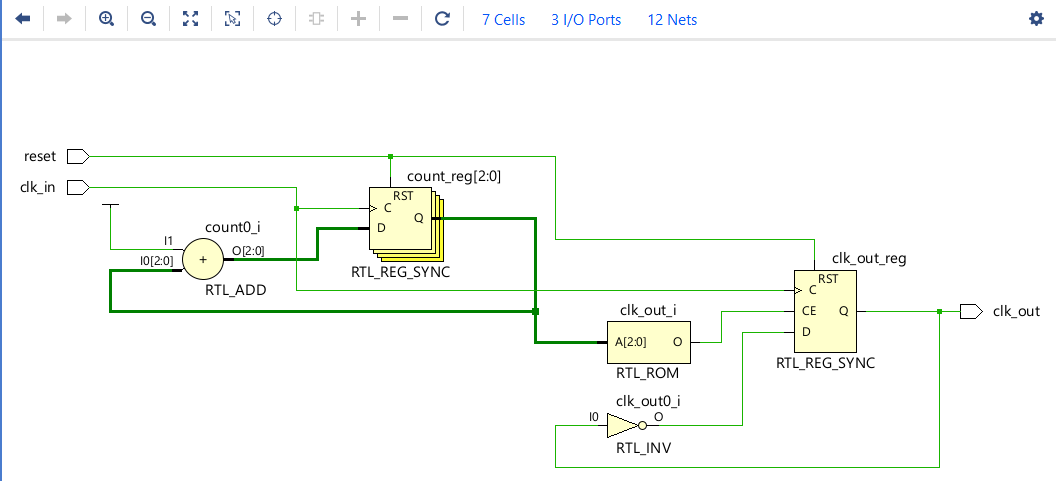 7 Cells 3 I/O Ports 12 Nets
reset
clk_in
count_reg[2:0]
RST
C
D
Q
RTL_REG_SYNC
count0_i
I1
I0[2:0]
+
O[2:0]
RTL_ADD
clk_out_i
A[2:0] O
RTL_ROM
clk_out0_i
I0 O
RTL_INV
clk_out_reg
RST
C
CE Q
D
RTL_REG_SYNC
clk_out